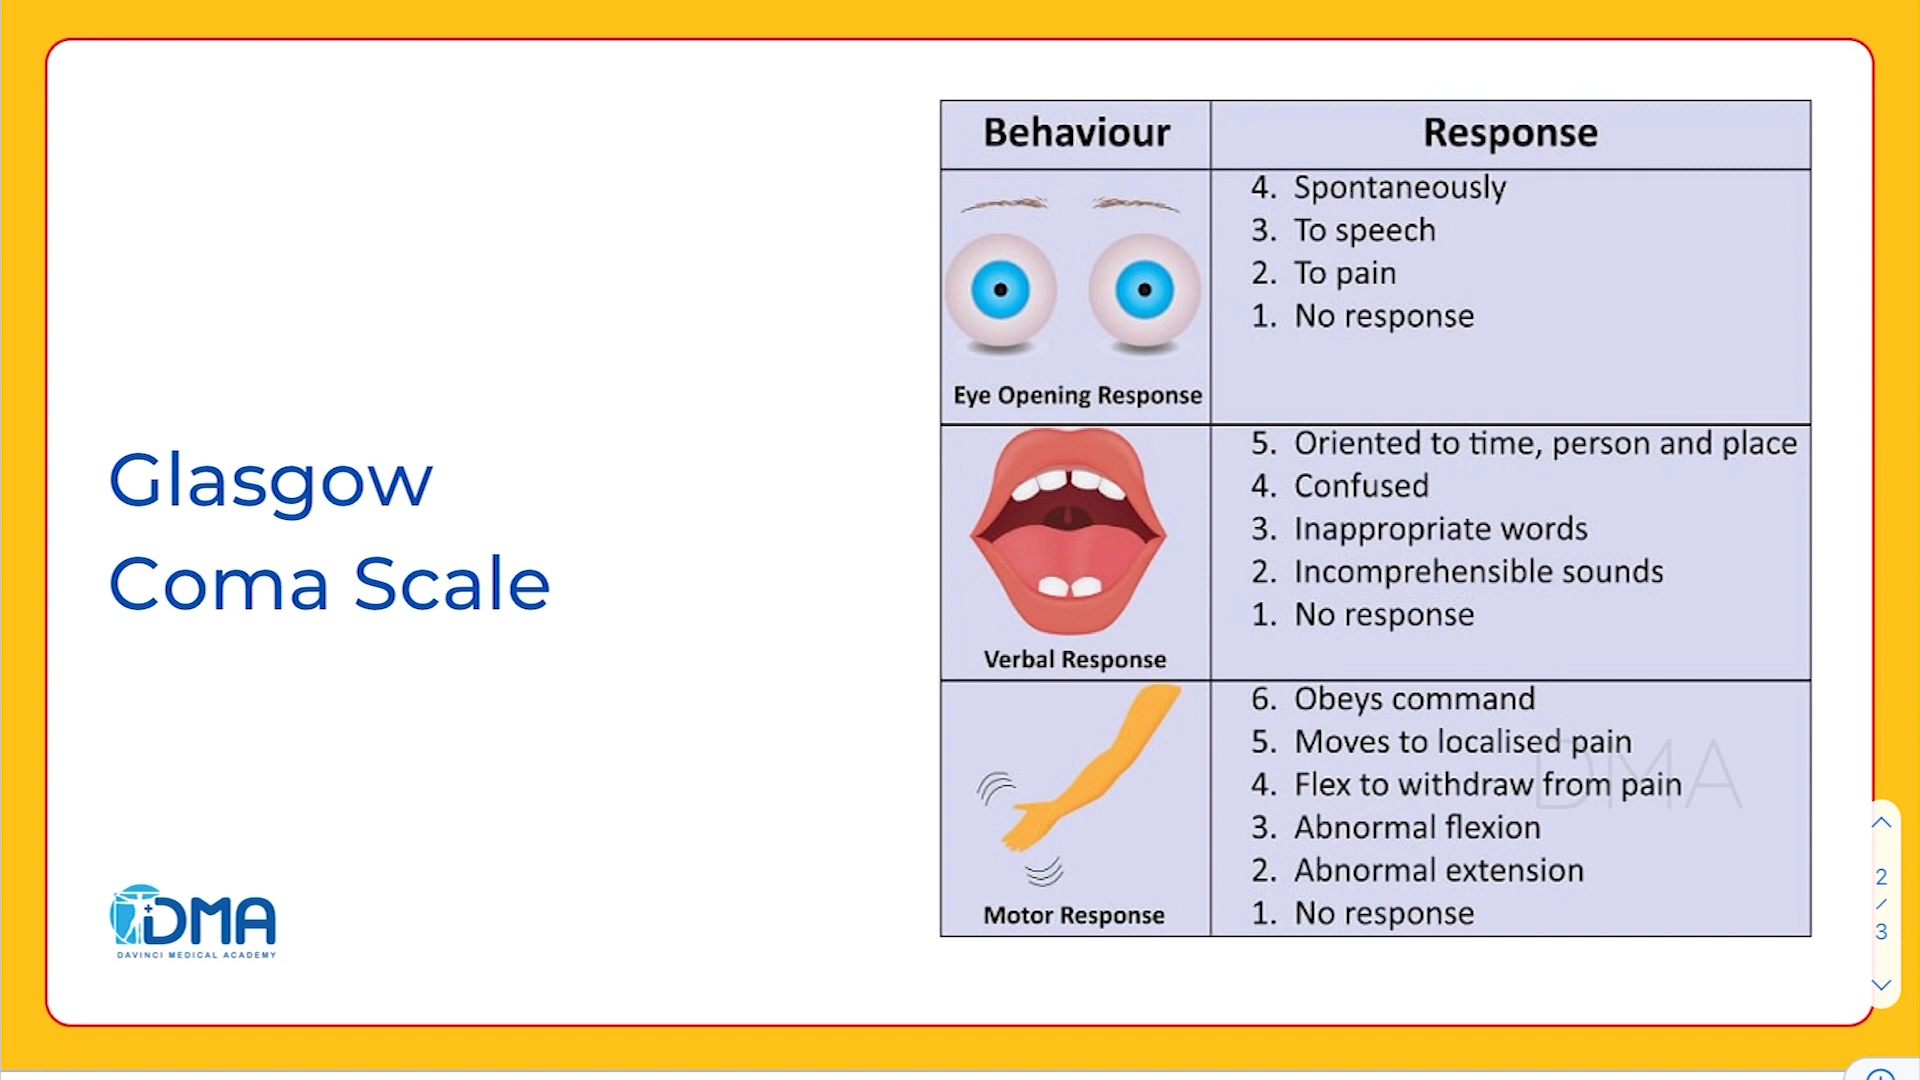 Glasgow
Coma Scale
DMA
DAVINCI MEDICAL ACADEMY
Behaviour
Response
4. Spontaneously
3. To speech
2. To pain
1. No response
Eye Opening Response
5. Oriented to time, person and place
4. Confused
3. Inappropriate words
2. Incomprehensible sounds
1. No response
Verbal Response
6. Obeys command
5. Moves to localised pain
4. Flex to withdraw from pain
3. Abnormal flexion
2. Abnormal extension
1. No response
Motor Response
DMA
2
/
3